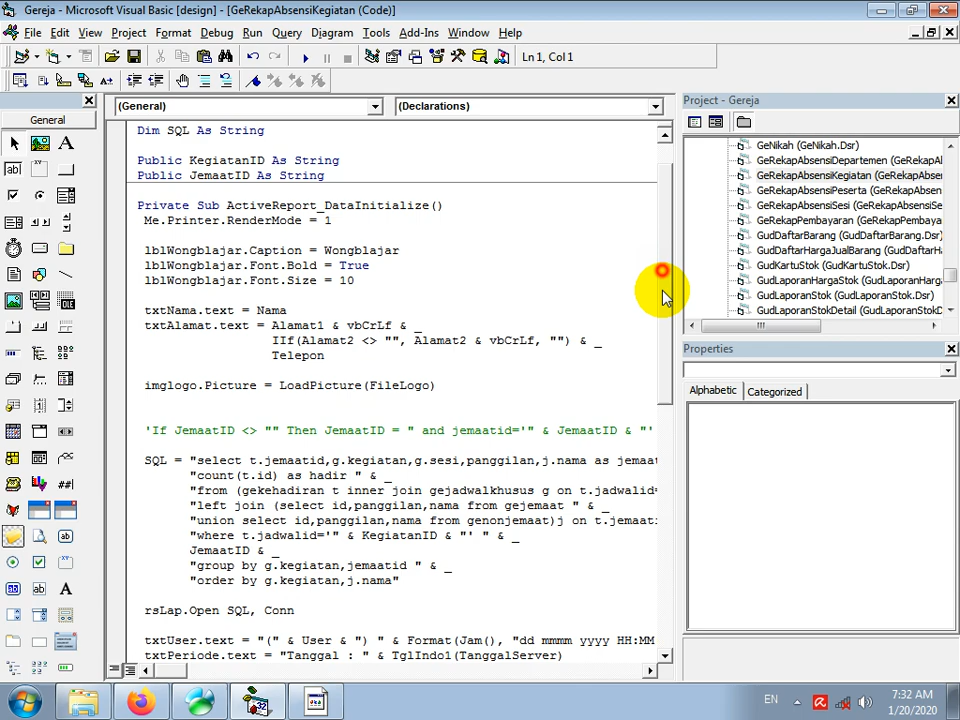 Gereja - Microsoft Visual Basic [design] - [GeRekapAbsensiKegiatan (Code)]
File Edit View Project Format Debug Run Query Diagram Tools Add-Ins Window Help
Ln 1, Col 1
General
(General)
(Declarations)
Dim SQL As String
Public KegiatanID As String
Public JemaatID As String
Private Sub ActiveReport_DataInitialize()
Me.Printer.RenderMode = 1
lblWongblajar.Caption = Wongblajar
lblWongblajar.Font.Bold = True
lblWongblajar.Font.Size = 10
txtNama.text = Nama
txtAlamat.text = Alamat1 & vbCrLf & _
IIf(Alamat2 <> "", Alamat2 & vbCrLf, "") & _
Telepon
imglogo.Picture = LoadPicture(FileLogo)
'If JemaatID <> "" Then JemaatID = " and jemaatid='" & JemaatID & "'
SQL = "select t.jemaatid,g.kegiatan,g.sesi,panggilan,j.nama as jemaat
"count(t.id) as hadir " & _
"from (gekehadiran t inner join gejadwalkhusus g on t.jadwalid=
"left join (select id,panggilan,nama from gejemaat " & _
"union select id,panggilan,nama from genonjemaat)j on t.jemaati
"where t.jadwalid='" & KegiatanID & "' " & _
JemaatID & _
"group by g.kegiatan,jemaatid " & _
"order by g.kegiatan,j.nama"
rsLap.Open SQL, Conn
txtUser.text = "(" & User & ") " & Format(Jam(), "dd mmmm yyyy HH:MM
txtPeriode.text = "Tanggal : " & TglIndo1(TanggalServer)
Project - Gereja
GeNikah (GeNikah.Dsr)
GeRekapAbsensiDepartemen (GeRekapAl
GeRekapAbsensiKegiatan (GeRekapAbsen
GeRekapAbsensiPeserta (GeRekapAbsen
GeRekapAbsensiSesi (GeRekapAbsensiSe
GeRekapPembayaran (GeRekapPembaya
GudDaftarBarang (GudDaftarBarang.Dsr)
GudDaftarHargaJualBarang (GudDaftarH
GudKartuStok (GudKartuStok.Dsr)
GudLaporanHargaStok (GudLaporanHarga
GudLaporanStok (GudLaporanStok.Dsr)
GudLaporanStokDetail (GudLaporanStokD
Properties
Alphabetic Categorized
EN
7:32 AM
1/20/2020